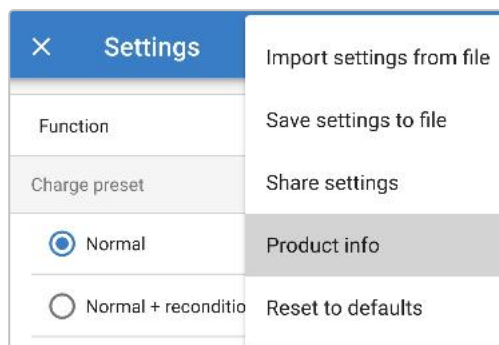 Settings
Function
Charge preset
Normal
Normal + reconditio
Import settings from file
Save settings to file
Share settings
Product info
Reset to defaults